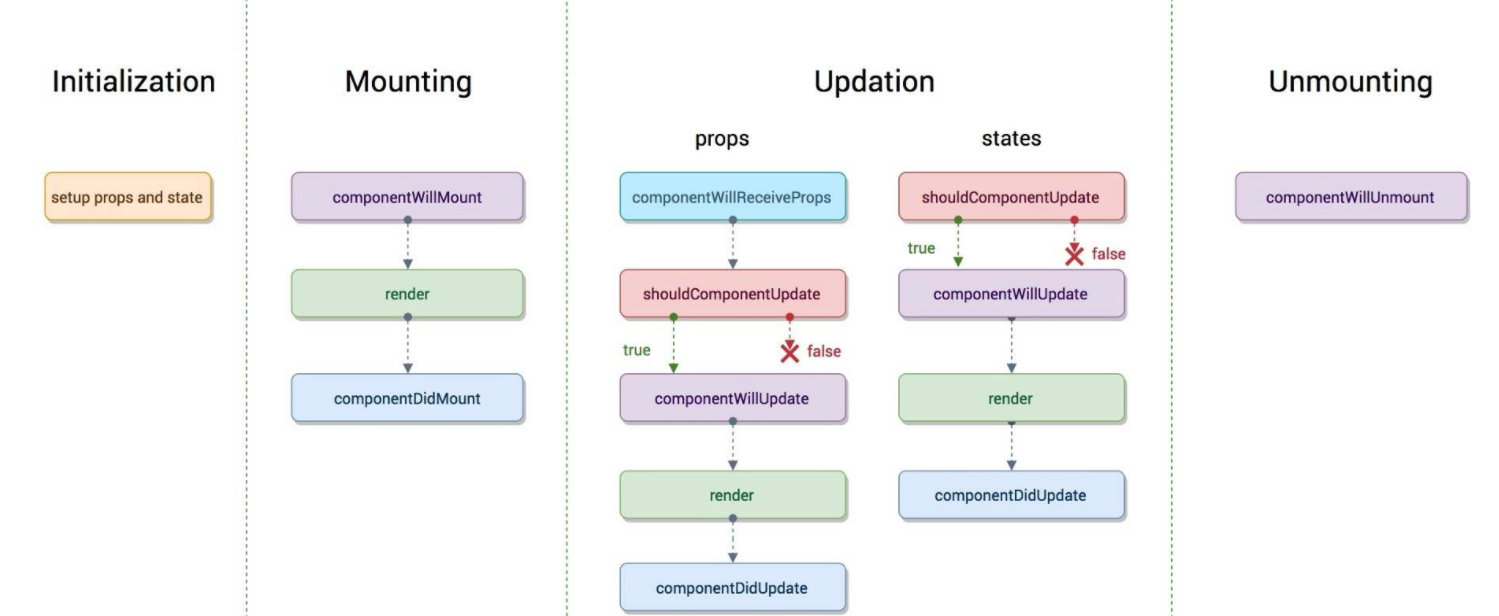 Initialization
setup props and state
Mounting
componentWillMount
render
componentDidMount
Updation
props
componentWillReceiveProps
shouldComponentUpdate
true
false
componentWillUpdate
render
componentDidUpdate
states
shouldComponentUpdate
true
false
componentWillUpdate
render
componentDidUpdate
Unmounting
componentWillUnmount